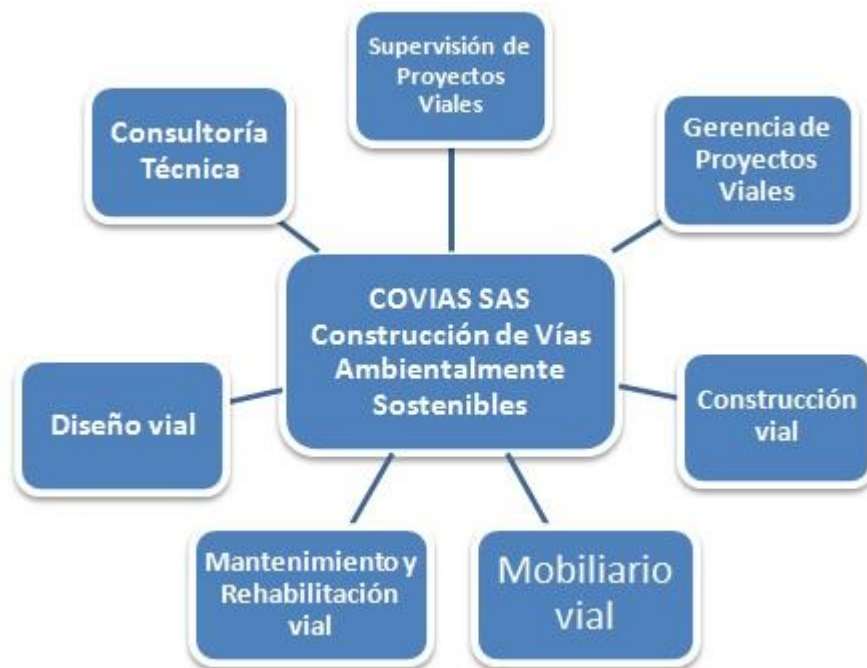 Supervisión de
Proyectos
Viales
Consultoría
Técnica
Gerencia de
Proyectos
Viales
COVIAS SAS
Construcción de Vías
Ambientalmente
Sostenibles
Diseño vial
Construcción
vial
Mantenimiento y
Rehabilitación
vial
Mobiliario
vial